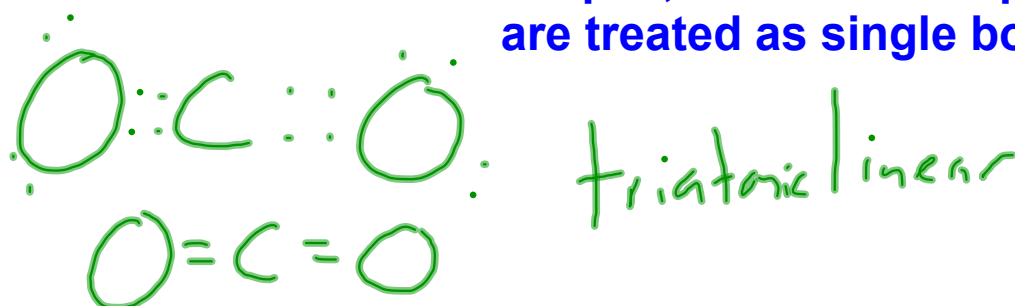 are treated as single bo
O::C::O
triatomic linear
O=C=O